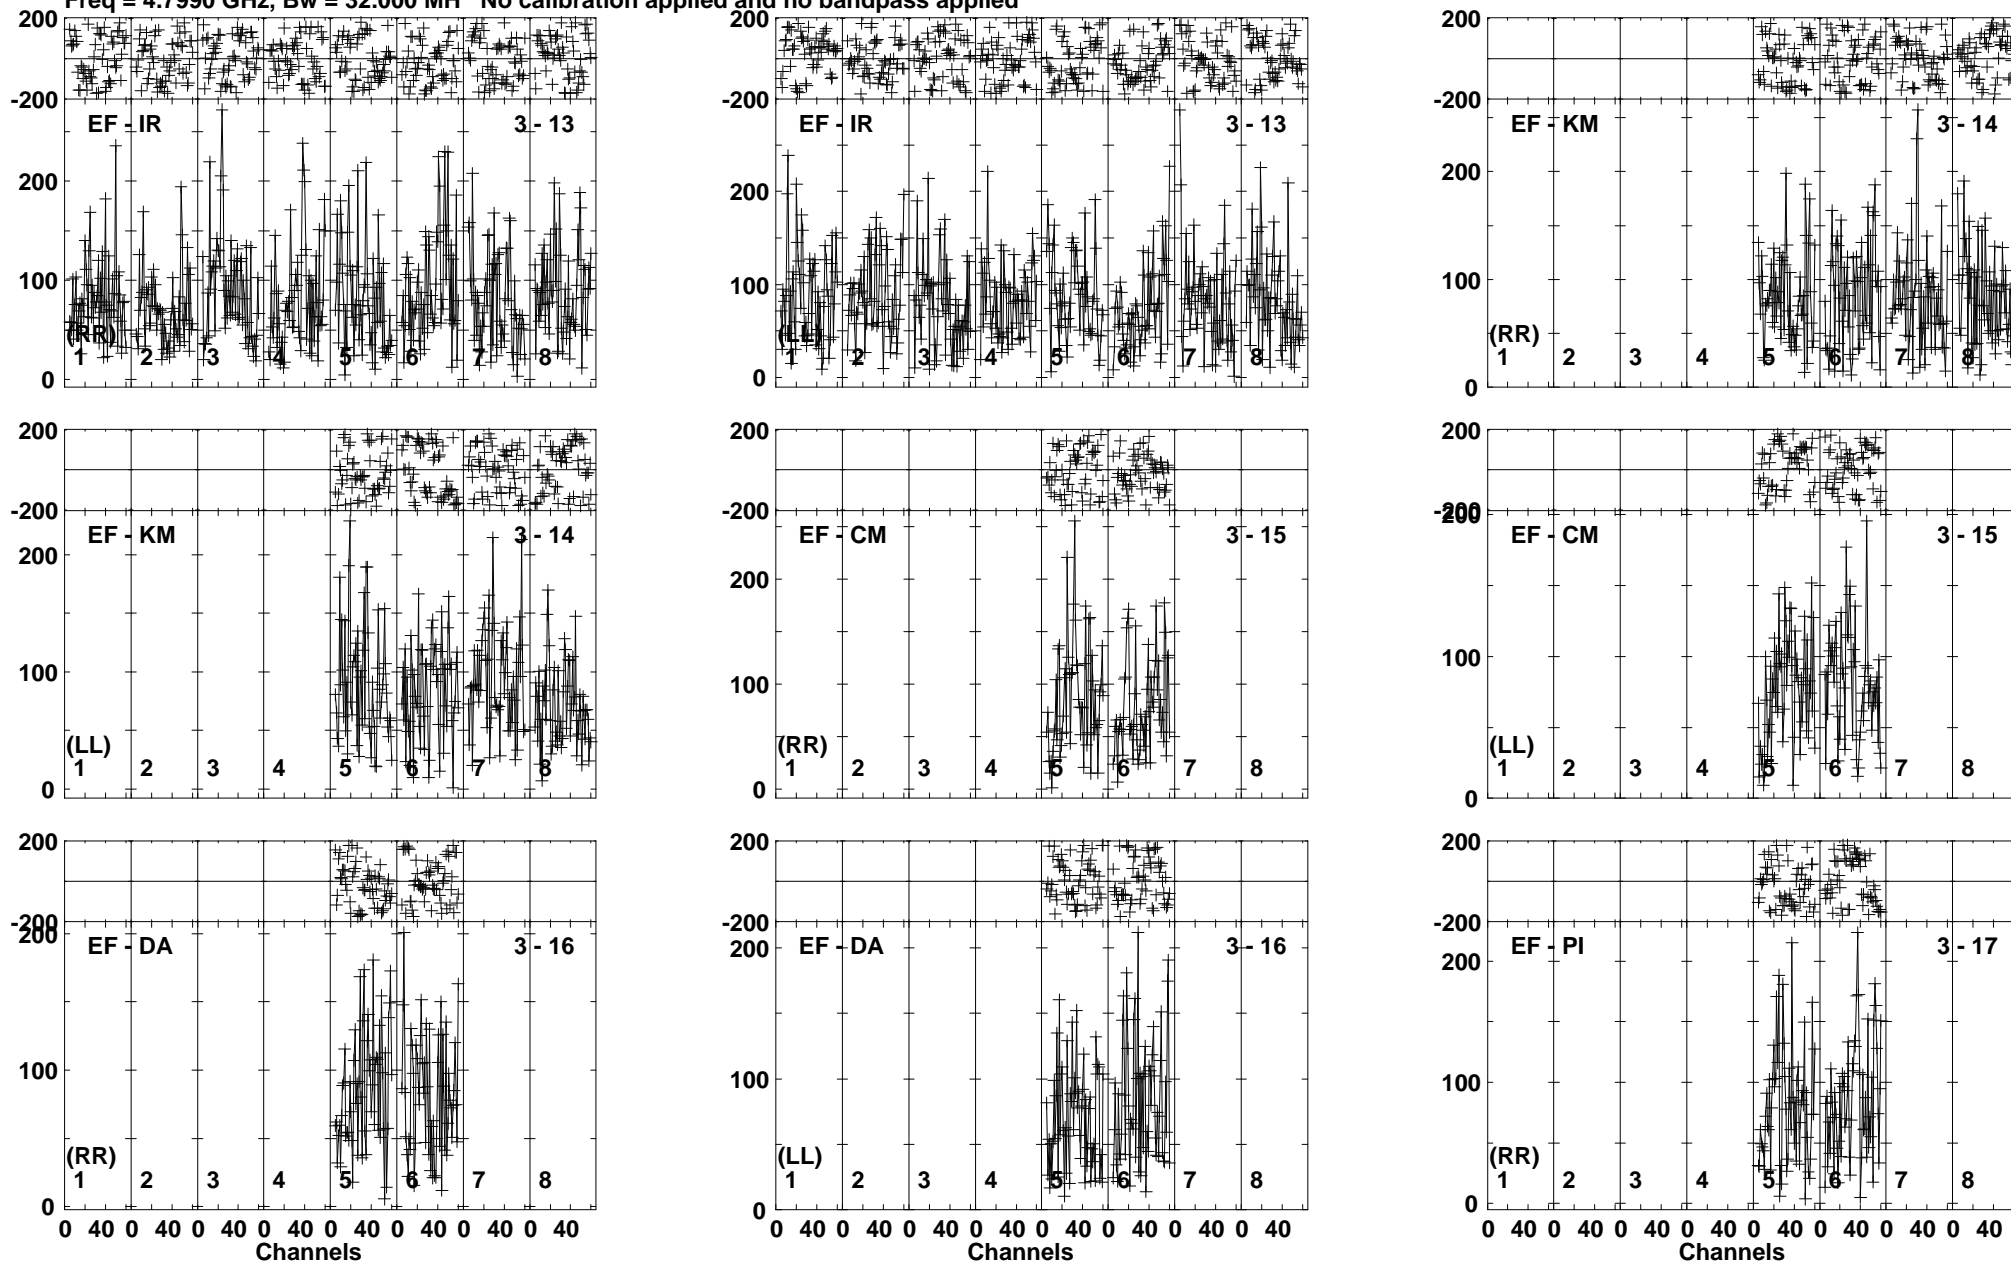 Freq = 4.7990 GHz, Bw = 32.000 MH No calibration applied and no bandpass applied
200 200 200
-200 -200 -200
EF - IR 3 - 13 EF - IR 3 - 13 EF - KM 3 - 14
200 200 200
100 100 100
(RR) (LL) (RR)
1 2 3 4 5 6 7 8 1 2 3 4 5 6 7 8 1 2 3 4 5 6 7 8
0 0 0
200 200 200
-200 -200 -200
200
EF - KM 3 - 14 EF - CM 3 - 15 EF - CM 3 - 15
200 200
100 100 100
(LL) (RR) (LL)
1 2 3 4 5 6 7 8 1 2 3 4 5 6 7 8 1 2 3 4 5 6 7 8
0 0 0
200 200 200
-200 -200 -200
200
EF - DA 3 - 16 EF - DA 3 - 16 EF - PI 3 - 17
200 200
100 100 100
(RR) (LL) (RR)
1 2 3 4 5 6 7 8 1 2 3 4 5 6 7 8 1 2 3 4 5 6 7 8
0 0 0
0 40 0 40 0 40 0 40 0 40 0 40 0 40 0 40 0 40 0 40 0 40 0 40 0 40 0 40 0 40 0 40 0 40 0 40 0 40 0 40 0 40 0 40 0 40 0 40
Channels Channels Channels